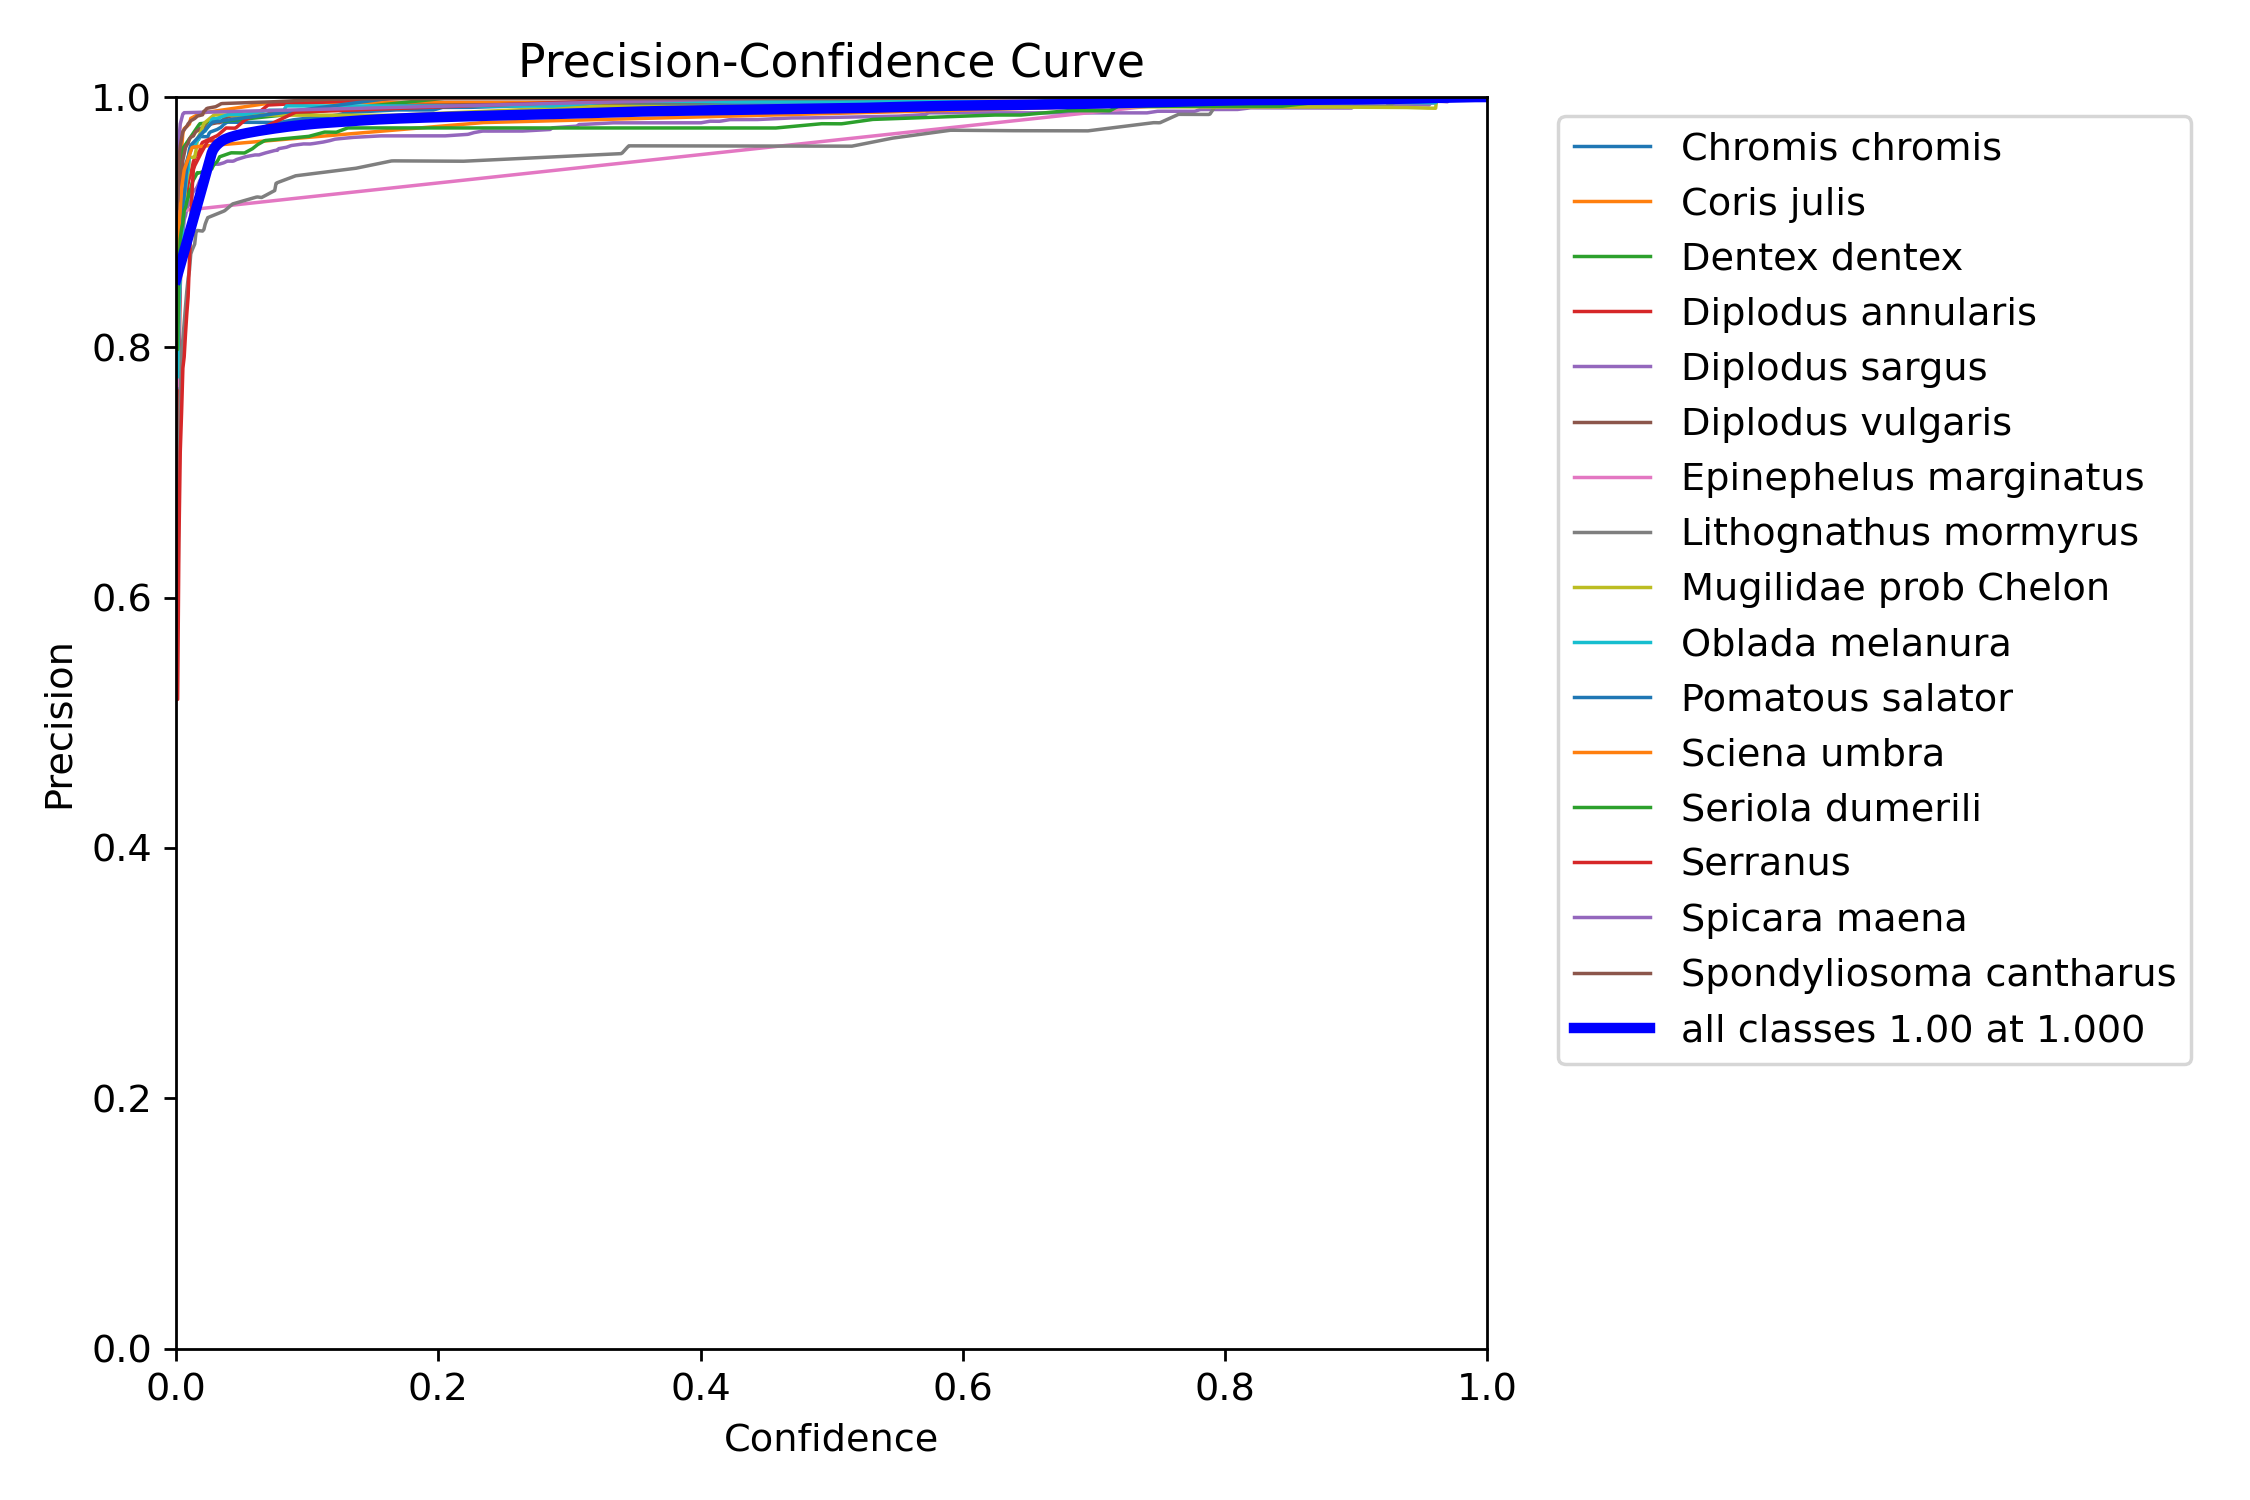 Precision-Confidence Curve
1.0
0.8
0.6
0.4
0.2
0.0
Precision
0.0 0.2 0.4 0.6 0.8 1.0
Confidence
Chromis chromis
Coris julis
Dentex dentex
Diplodus annularis
Diplodus sargus
Diplodus vulgaris
Epinephelus marginatus
Lithognathus mormyrus
Mugilidae prob Chelon
Oblada melanura
Pomatous salator
Sciena umbra
Seriola dumerili
Serranus
Spicara maena
Spondyliosoma cantharus
all classes 1.00 at 1.000